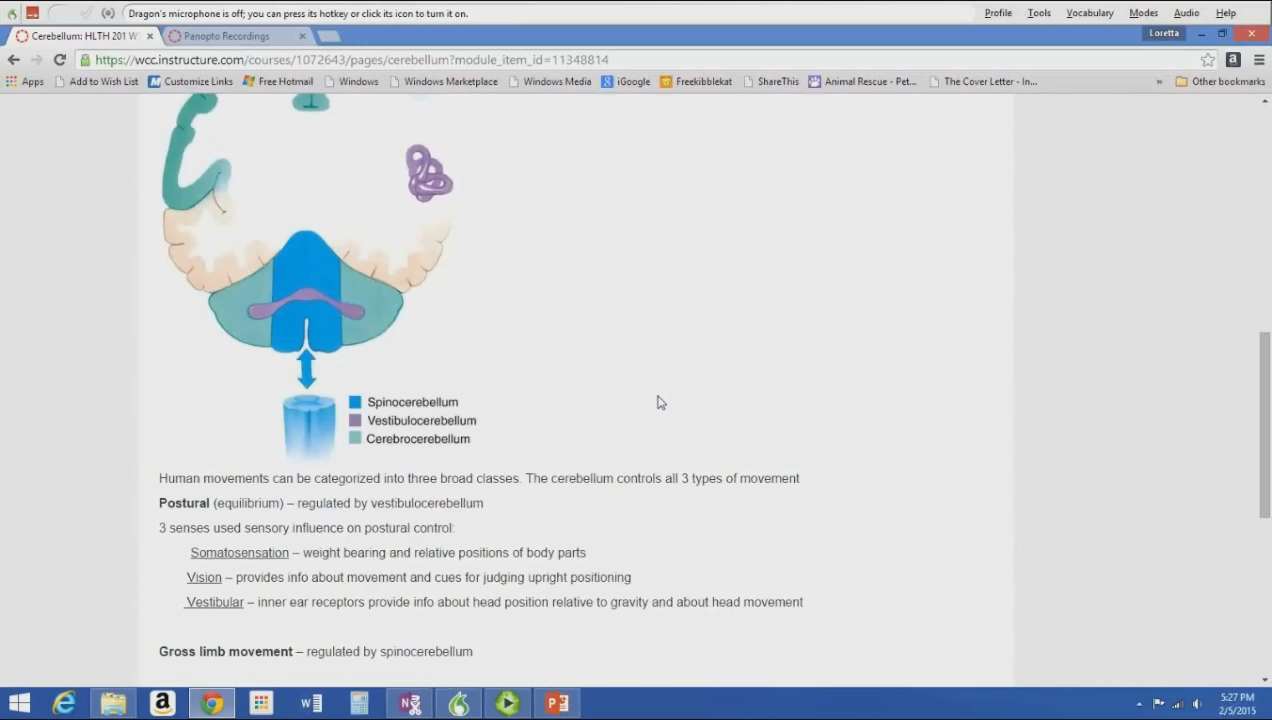 Dragon's microphone is off; you can press its hotkey or click its icon to turn it on.
Profile Tools Vocabulary Modes Audio Help
Cerebellum: HLTH 201 W
Panopto Recordings
Loretta
https://wcc.instructure.com/courses/1072643/pages/cerebellum?module_item_id=11348814
Apps Add to Wish List Customize Links Free Hotmail Windows Windows Marketplace Windows Media iGoogle Freekibblekat ShareThis Animal Rescue - Pet... The Cover Letter - In... » Other bookmarks
Spinocerebellum
Vestibulocerebellum
Cerebrocerebellum
Human movements can be categorized into three broad classes. The cerebellum controls all 3 types of movement
Postural (equilibrium) – regulated by vestibulocerebellum
3 senses used sensory influence on postural control:
Somatosensation – weight bearing and relative positions of body parts
Vision – provides info about movement and cues for judging upright positioning
Vestibular – inner ear receptors provide info about head position relative to gravity and about head movement
Gross limb movement – regulated by spinocerebellum
5:27 PM
2/5/2015